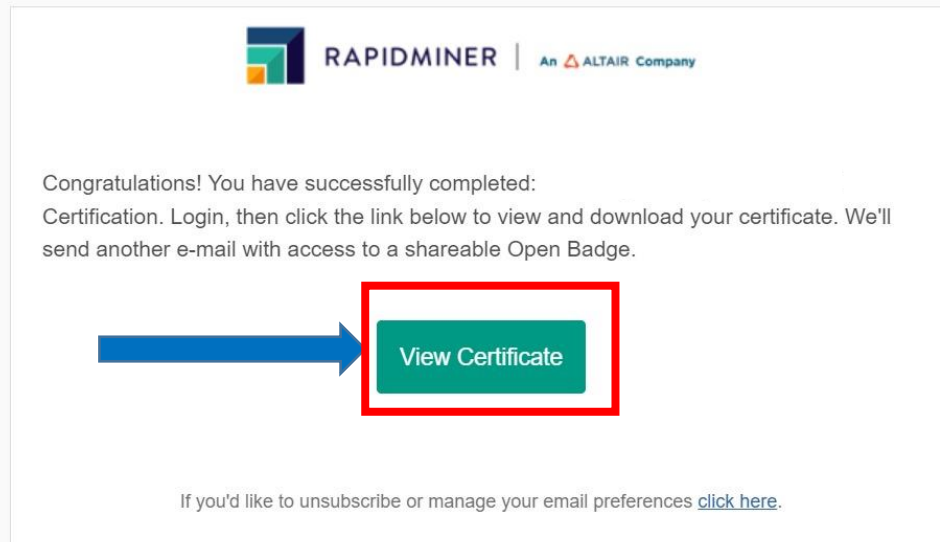 RAPIDMINER | An ALTAIR Company
Congratulations! You have successfully completed:
Certification. Login, then click the link below to view and download your certificate. We'll
send another e-mail with access to a shareable Open Badge.
View Certificate
If you'd like to unsubscribe or manage your email preferences click here.